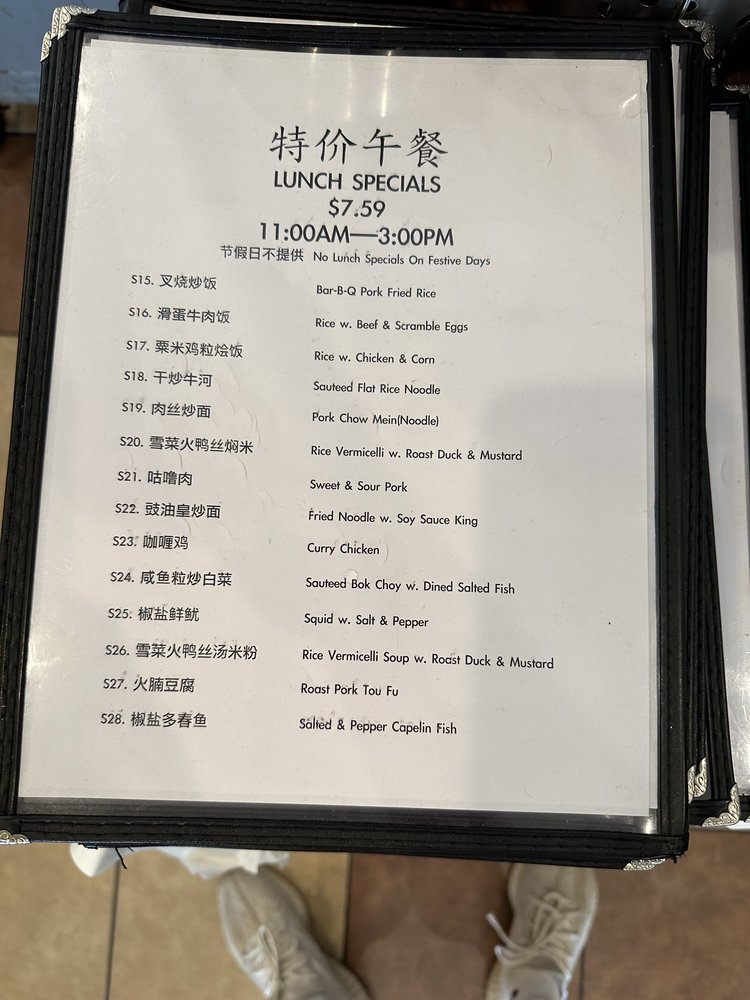 特价午餐
LUNCH SPECIALS
$7.59
11:00AM—3:00PM
节假日不提供 No Lunch Specials On Festive Days
S15. 叉烧炒饭 Bar-B-Q Pork Fried Rice
S16. 滑蛋牛肉饭 Rice w. Beef & Scramble Eggs
S17. 粟米鸡粒烩饭 Rice w. Chicken & Corn
S18. 干炒牛河 Sauteed Flat Rice Noodle
S19. 肉丝炒面 Pork Chow Mein(Noodle)
S20. 雪菜火鸭丝焖米 Rice Vermicelli w. Roast Duck & Mustard
S21. 咕噜肉 Sweet & Sour Pork
S22. 豉油皇炒面 Fried Noodle w. Soy Sauce King
S23. 咖喱鸡 Curry Chicken
S24. 咸鱼粒炒白菜 Sauteed Bok Choy w. Dined Salted Fish
S25. 椒盐鲜鱿 Squid w. Salt & Pepper
S26. 雪菜火鸭丝汤米粉 Rice Vermicelli Soup w. Roast Duck & Mustard
S27. 火腩豆腐 Roast Pork Tou Fu
S28. 椒盐多春鱼 Salted & Pepper Capelin Fish